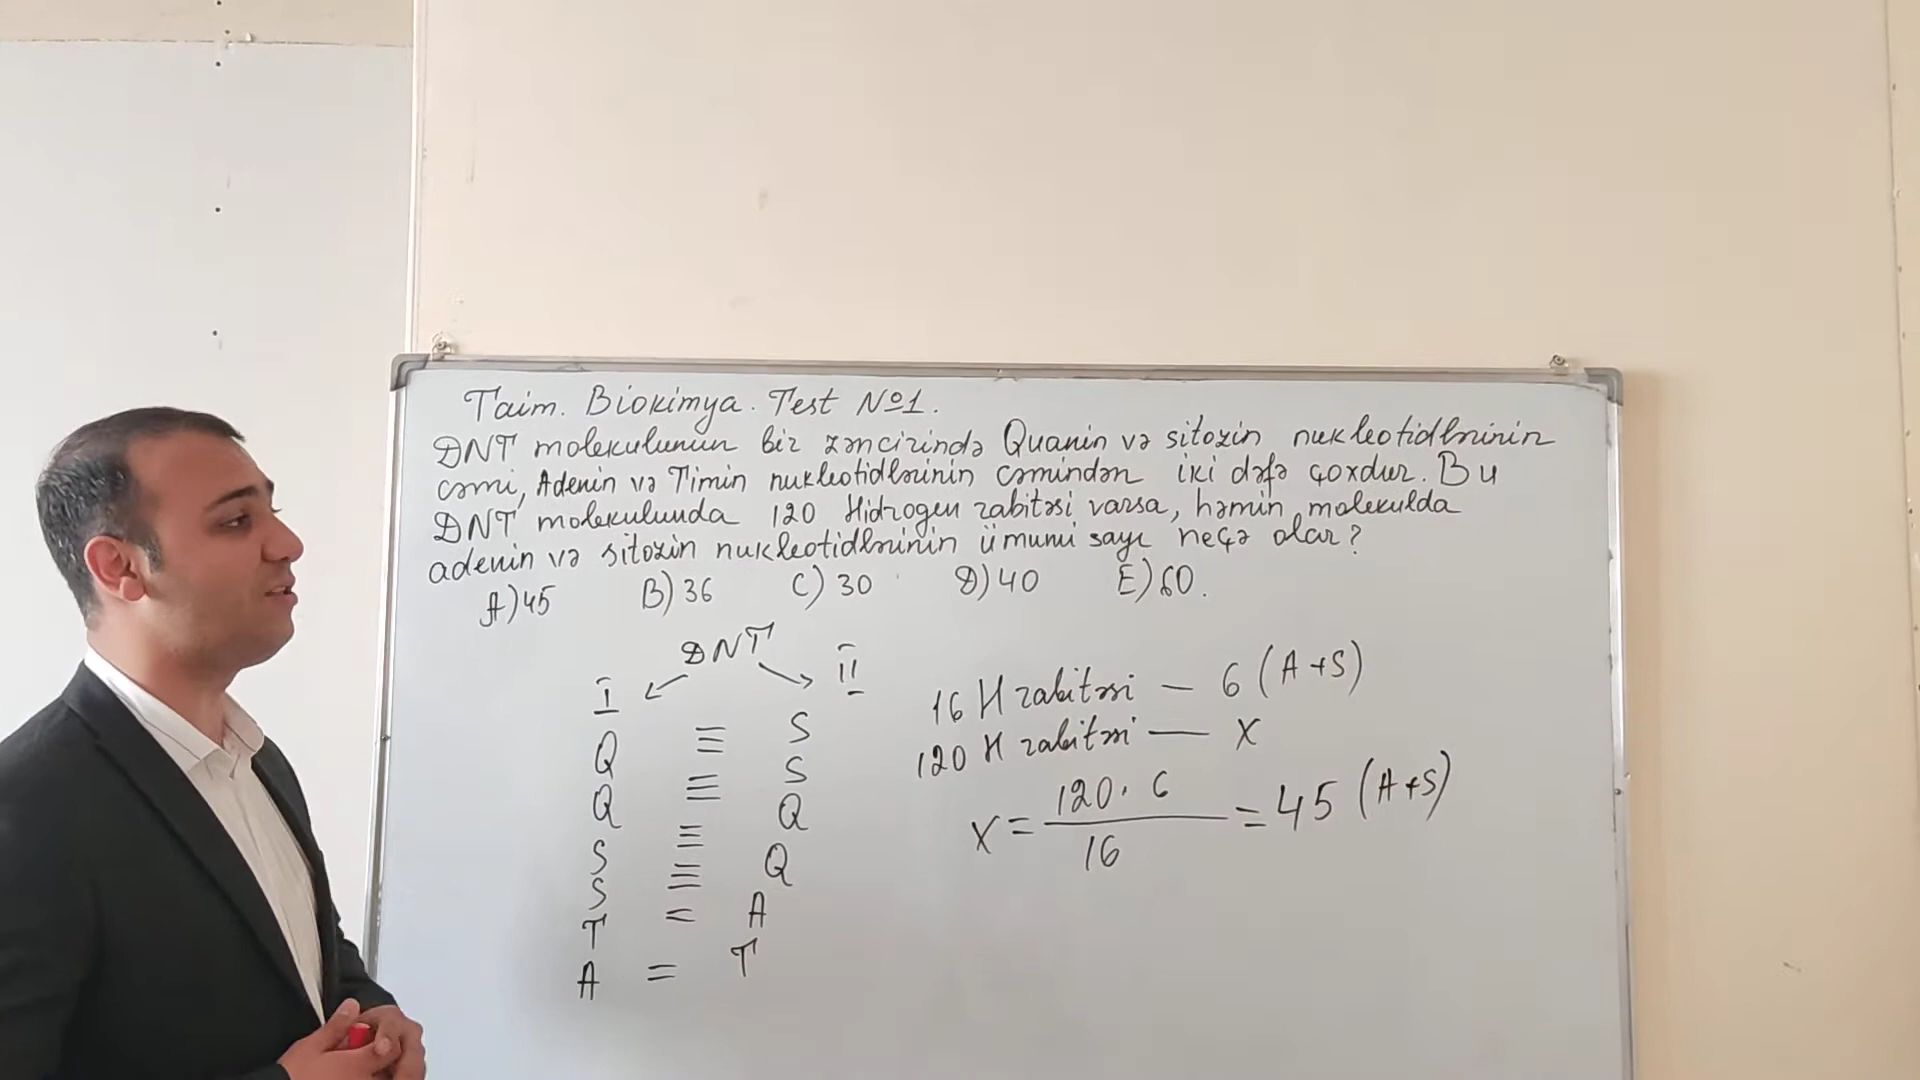 Taim. Biokimya. Test №1.
DNT molekulunun bir zəncirində Quanin və sitozin nukleotidlərinin
cəmi, Adenin və Timin nukleotidlərinin cəmindən iki dəfə çoxdur. Bu
DNT molekulunda 120 Hidrogen rabitəsi varsa, həmin molekulda
adenin və sitozin nukleotidlərinin ümumi sayı neçə olar?
A) 45 B) 36 C) 30 D) 40 E) 60.
DNT
I II
Q ≡ S
Q ≡ S
S ≡ Q
S ≡ Q
T = A
A = T
16 H rabitəsi — 6 (A+S)
120 H rabitəsi — X
X = 120 · 6 / 16 = 45 (A+S)